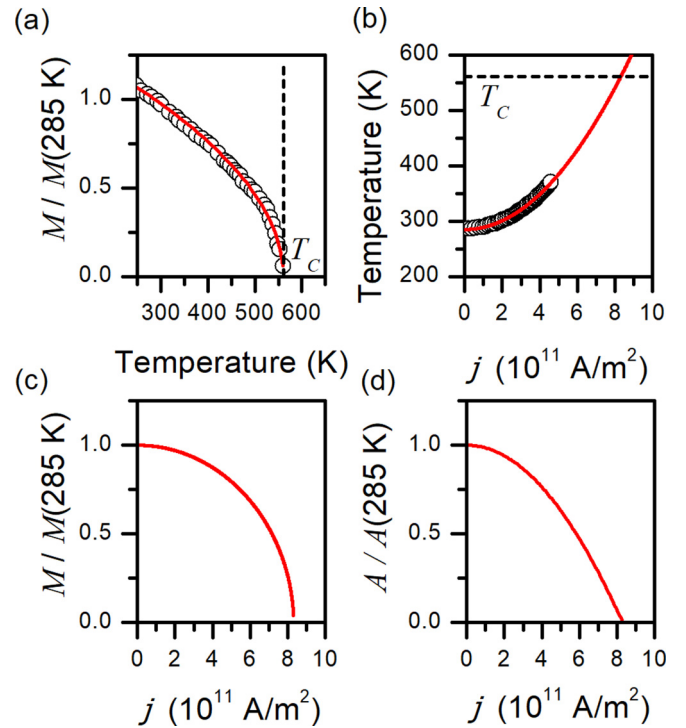 (a)
M / M(285 K)
1.0
0.5
0.0
T_C
300 400 500 600
Temperature (K)
(b)
Temperature (K)
600
500
400
300
200
T_C
0 2 4 6 8 10
j (10^11 A/m^2)
(c)
M / M(285 K)
1.0
0.5
0.0
0 2 4 6 8 10
j (10^11 A/m^2)
(d)
A / A(285 K)
1.0
0.5
0.0
0 2 4 6 8 10
j (10^11 A/m^2)